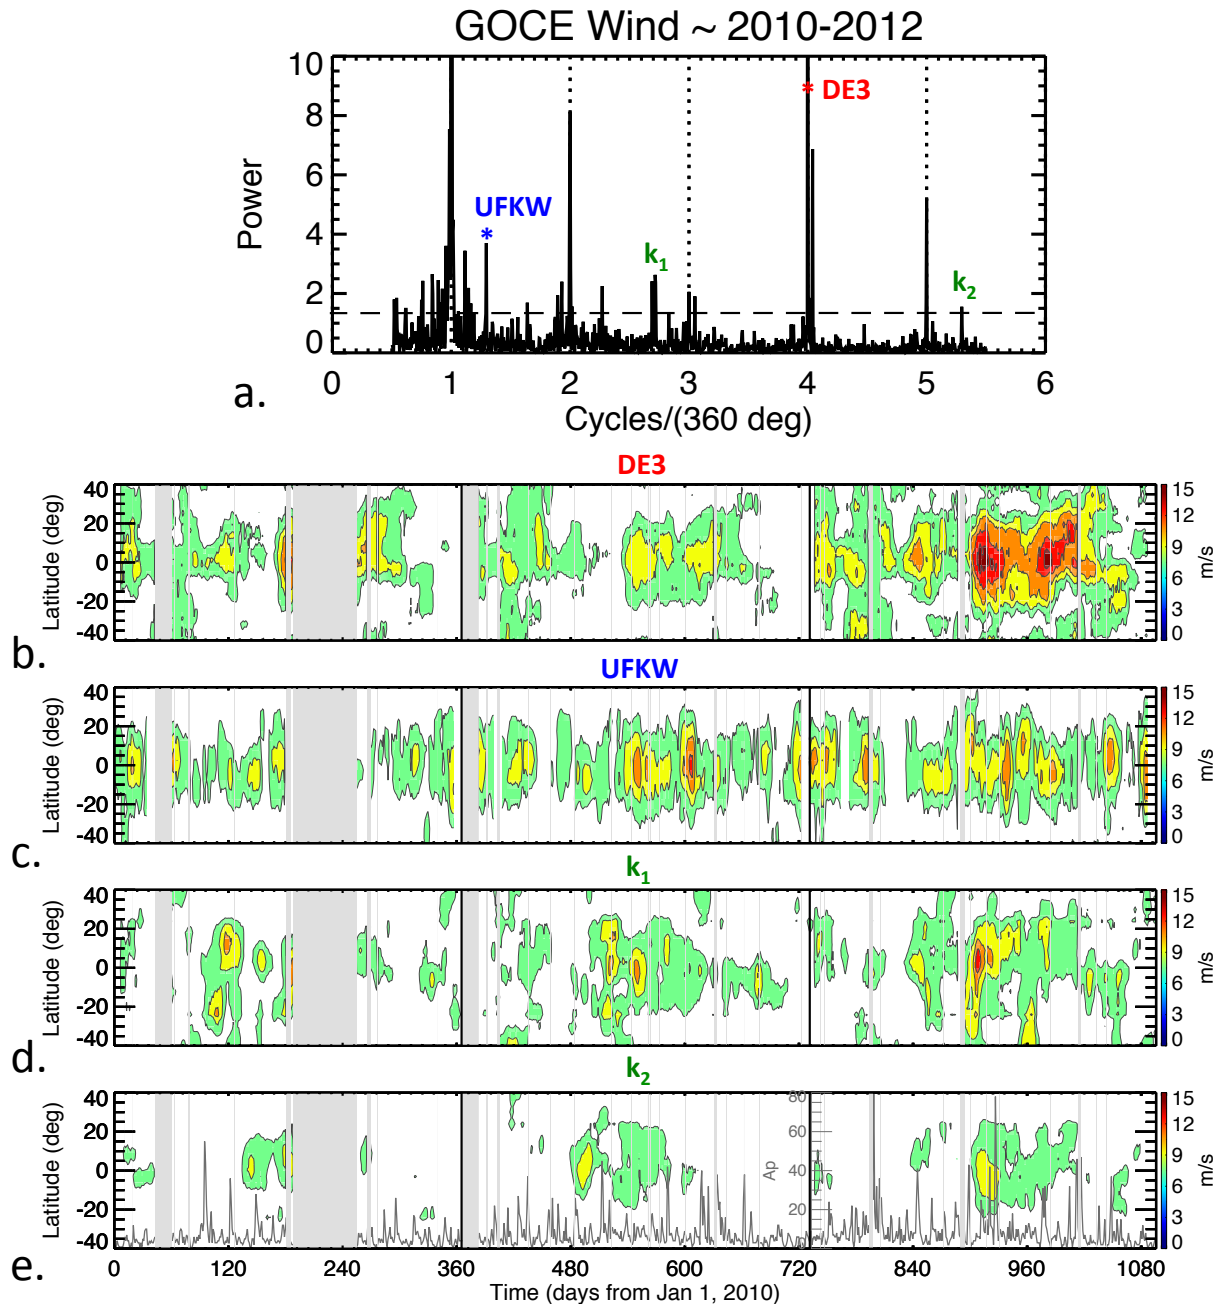 GOCE Wind ~ 2010-2012
10
8
6
4
2
0
Power
* DE3
UFKW
*
k1
k2
0 1 2 3 4 5 6
a.
Cycles/(360 deg)
DE3
40
20
0
-20
-40
Latitude (deg)
15
12
9
6
3
0
m/s
b.
UFKW
40
20
0
-20
-40
Latitude (deg)
15
12
9
6
3
0
m/s
c.
k1
40
20
0
-20
-40
Latitude (deg)
15
12
9
6
3
0
m/s
d.
k2
40
20
0
-20
-40
Latitude (deg)
80
60
40
20
Ap
15
12
9
6
3
0
m/s
e.
0 120 240 360 480 600 720 840 960 1080
Time (days from Jan 1, 2010)